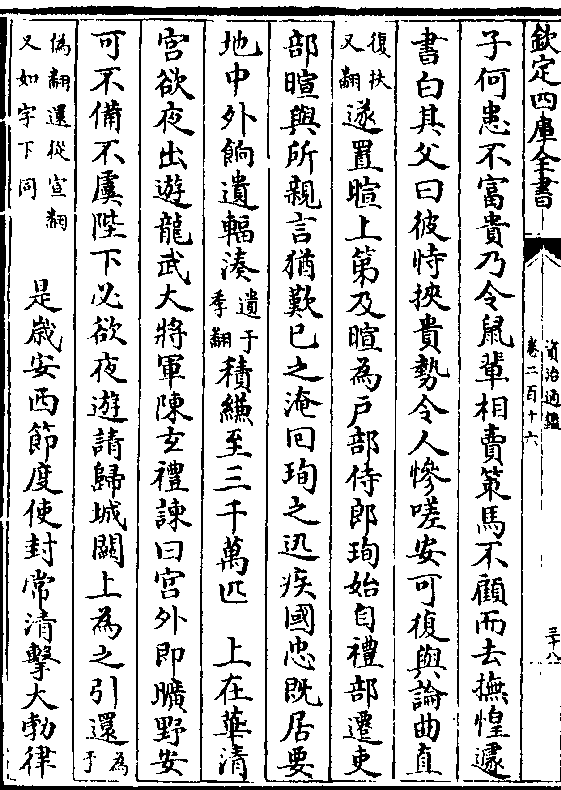 欽定四庫全書
資治通鑑
卷二百十六
三十八
子何患不富貴乃令鼠輩相賣策馬不顧而去撫惶遽
書白其父曰彼恃挾貴勢令人慘嗟安可復與論曲直
復扶
又翻
遂置暄上第及暄為戶部侍郎珣始自禮部遷吏
部暄與所親言猶歎已之淹回珣之迅疾國忠既居要
地中外餉遺輻湊
遺于
季翻
積縑至三千萬匹 上在華清
宮欲夜出遊龍武大將軍陳玄禮諫曰宮外即曠野安
可不備不虞陛下必欲夜遊請歸城闕上為之引還
為
于
偽翻還從宣翻
又如字下同
是歲安西節度使封常清擊大勃律